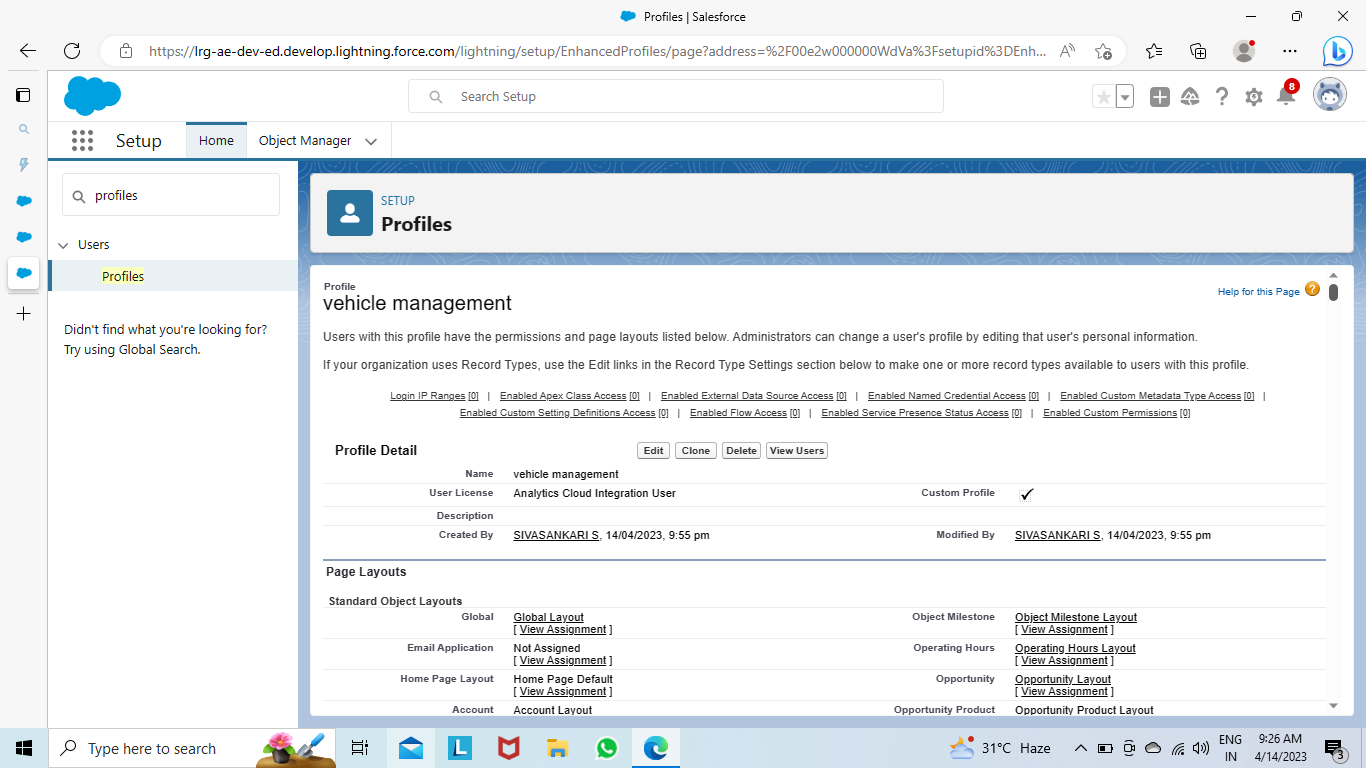 Profiles | Salesforce
https://lrg-ae-dev-ed.develop.lightning.force.com/lightning/setup/EnhancedProfiles/page?address=%2F00e2w000000WdVa%3Fsetupid%3DEnh...
Search Setup
8
Setup
Home
Object Manager
profiles
Users
Profiles
Didn't find what you're looking for?
Try using Global Search.
SETUP
Profiles
Profile
vehicle management
Help for this Page
Users with this profile have the permissions and page layouts listed below. Administrators can change a user's profile by editing that user's personal information.
If your organization uses Record Types, use the Edit links in the Record Type Settings section below to make one or more record types available to users with this profile.
Login IP Ranges [0] | Enabled Apex Class Access [0] | Enabled External Data Source Access [0] | Enabled Named Credential Access [0] | Enabled Custom Metadata Type Access [0] |
Enabled Custom Setting Definitions Access [0] | Enabled Flow Access [0] | Enabled Service Presence Status Access [0] | Enabled Custom Permissions [0]
Profile Detail Edit Clone Delete View Users
Name vehicle management
User License Analytics Cloud Integration User Custom Profile ✓
Description
Created By SIVASANKARI S, 14/04/2023, 9:55 pm Modified By SIVASANKARI S, 14/04/2023, 9:55 pm
Page Layouts
Standard Object Layouts
Global Global Layout Object Milestone Object Milestone Layout
[ View Assignment ] [ View Assignment ]
Email Application Not Assigned Operating Hours Operating Hours Layout
[ View Assignment ] [ View Assignment ]
Home Page Layout Home Page Default Opportunity Opportunity Layout
[ View Assignment ] [ View Assignment ]
Account Account Layout Opportunity Product Opportunity Product Layout
Type here to search
L
31°C Haze
ENG
IN
9:26 AM
4/14/2023
3